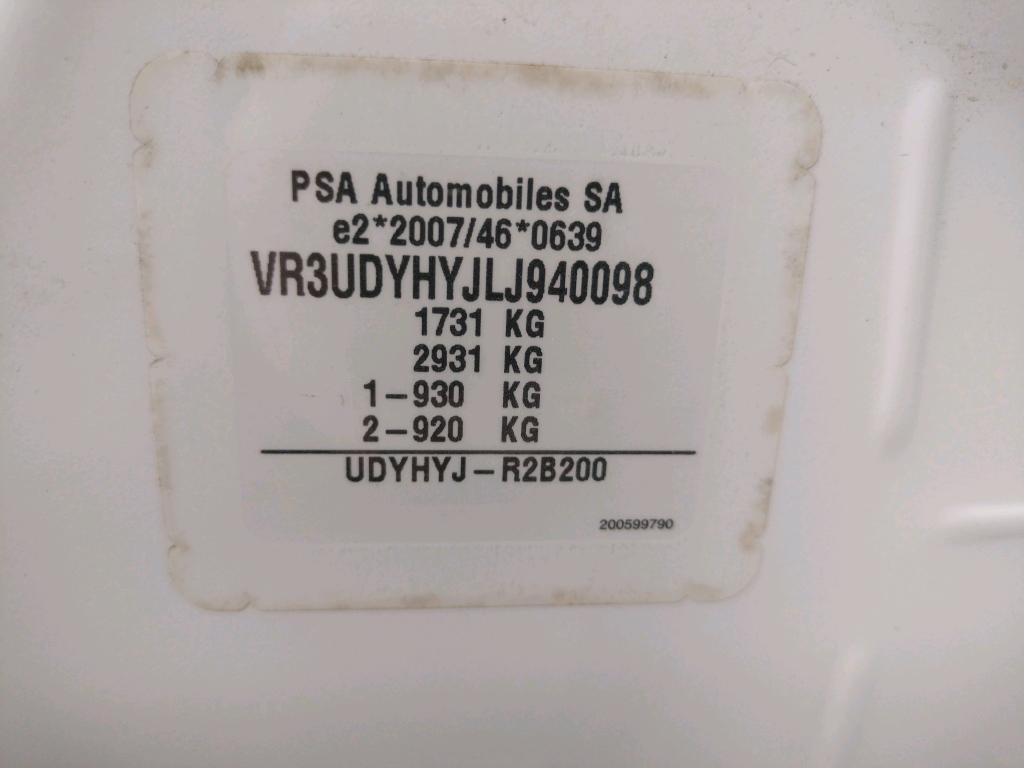 PSA Automobiles SA
e2*2007/46*0639
VR3UDYHYJLJ940098
1731 KG
2931 KG
1-930 KG
2-920 KG
UDYHYJ-R2B200
200599790